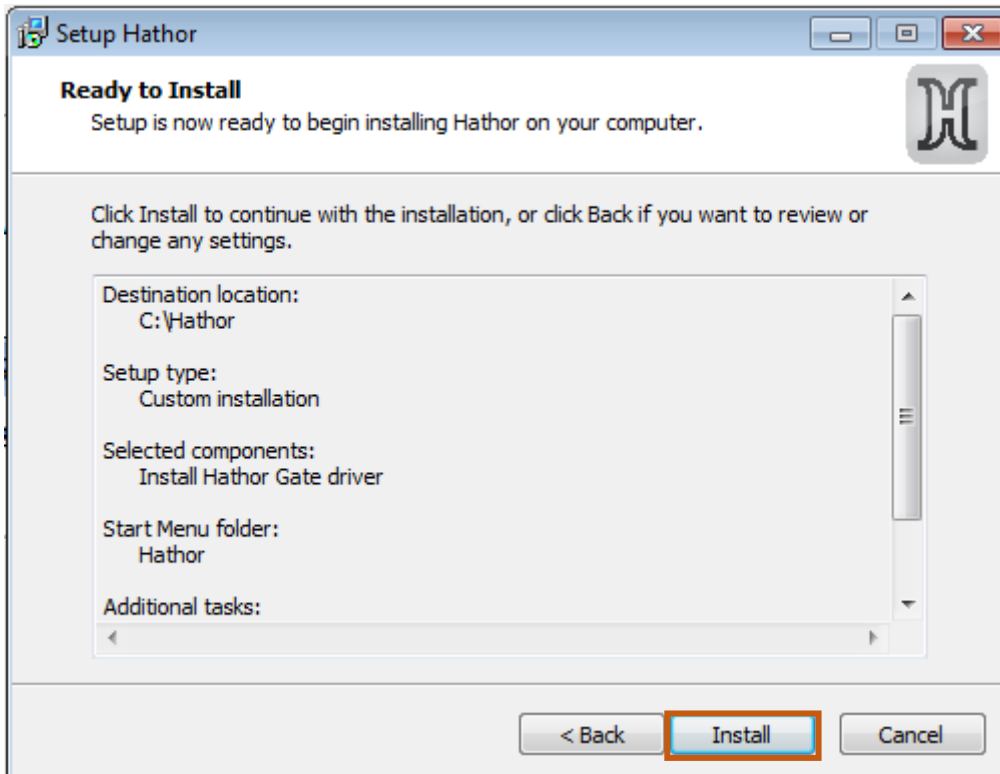 Setup Hathor
Ready to Install
Setup is now ready to begin installing Hathor on your computer.
Click Install to continue with the installation, or click Back if you want to review or
change any settings.
Destination location:
C:\Hathor
Setup type:
Custom installation
Selected components:
Install Hathor Gate driver
Start Menu folder:
Hathor
Additional tasks:
< Back
Install
Cancel